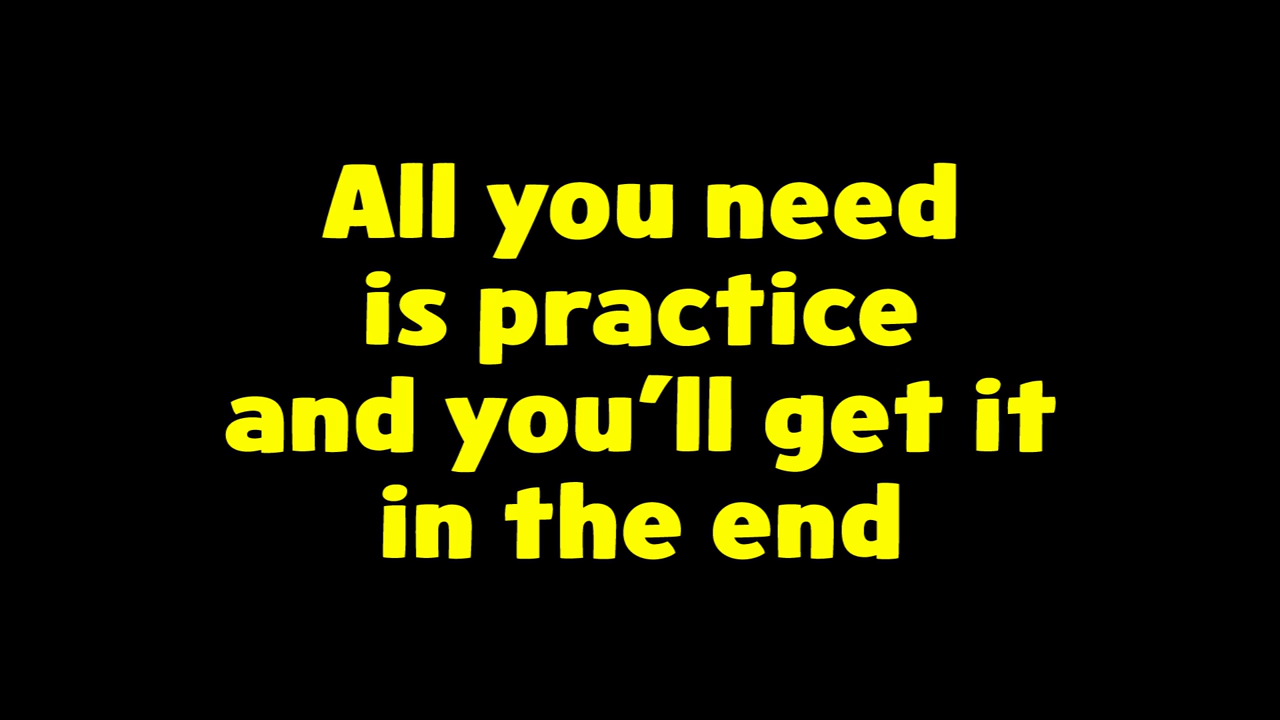 All you need
is practice
and you’ll get it
in the end